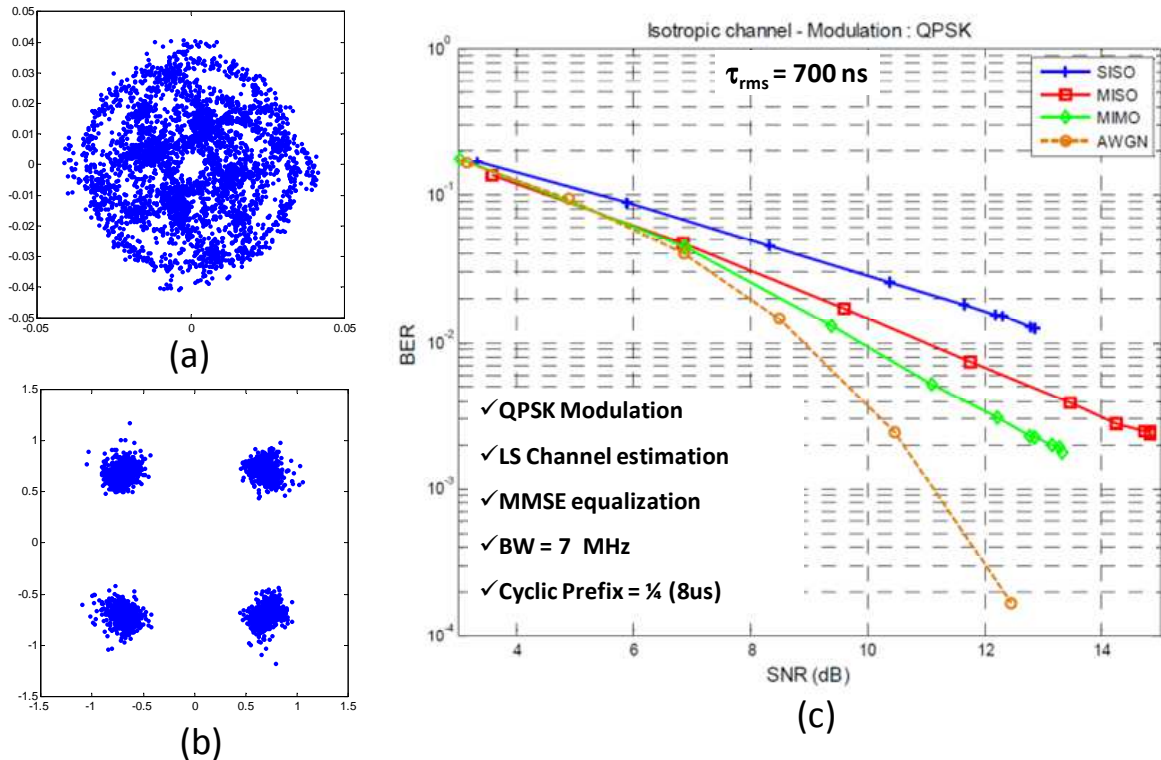 0.05
0.04
0.03
0.02
0.01
0
-0.01
-0.02
-0.03
-0.04
0.05
-0.05
0
0.05
(a)
1.5
1
0.5
0
-0.5
-1
-1.5
-1.5
-1
-0.5
0
0.5
1
1.5
(b)
Isotropic channel - Modulation : QPSK
τrms = 700 ns
SISO
MISO
MIMO
AWGN
10^0
10^-1
10^-2
10^-3
10^-4
BER
✓QPSK Modulation
✓LS Channel estimation
✓MMSE equalization
✓BW = 7 MHz
✓Cyclic Prefix = ¼ (8us)
4
6
8
10
12
14
SNR (dB)
(c)